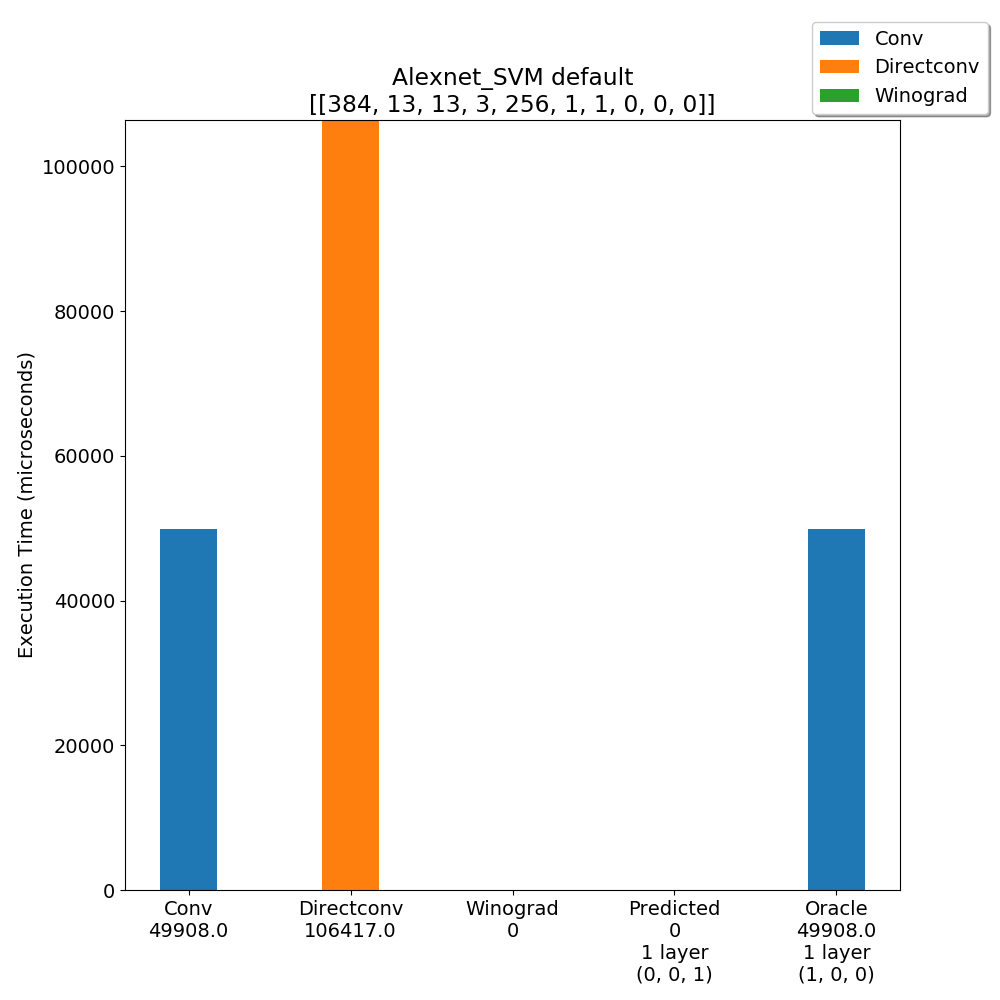 Conv
Directconv
Winograd
Alexnet_SVM default
[[384, 13, 13, 3, 256, 1, 1, 0, 0, 0]]
Execution Time (microseconds)
100000
80000
60000
40000
20000
0
Conv
49908.0
Directconv
106417.0
Winograd
0
Predicted
0
1 layer
(0, 0, 1)
Oracle
49908.0
1 layer
(1, 0, 0)